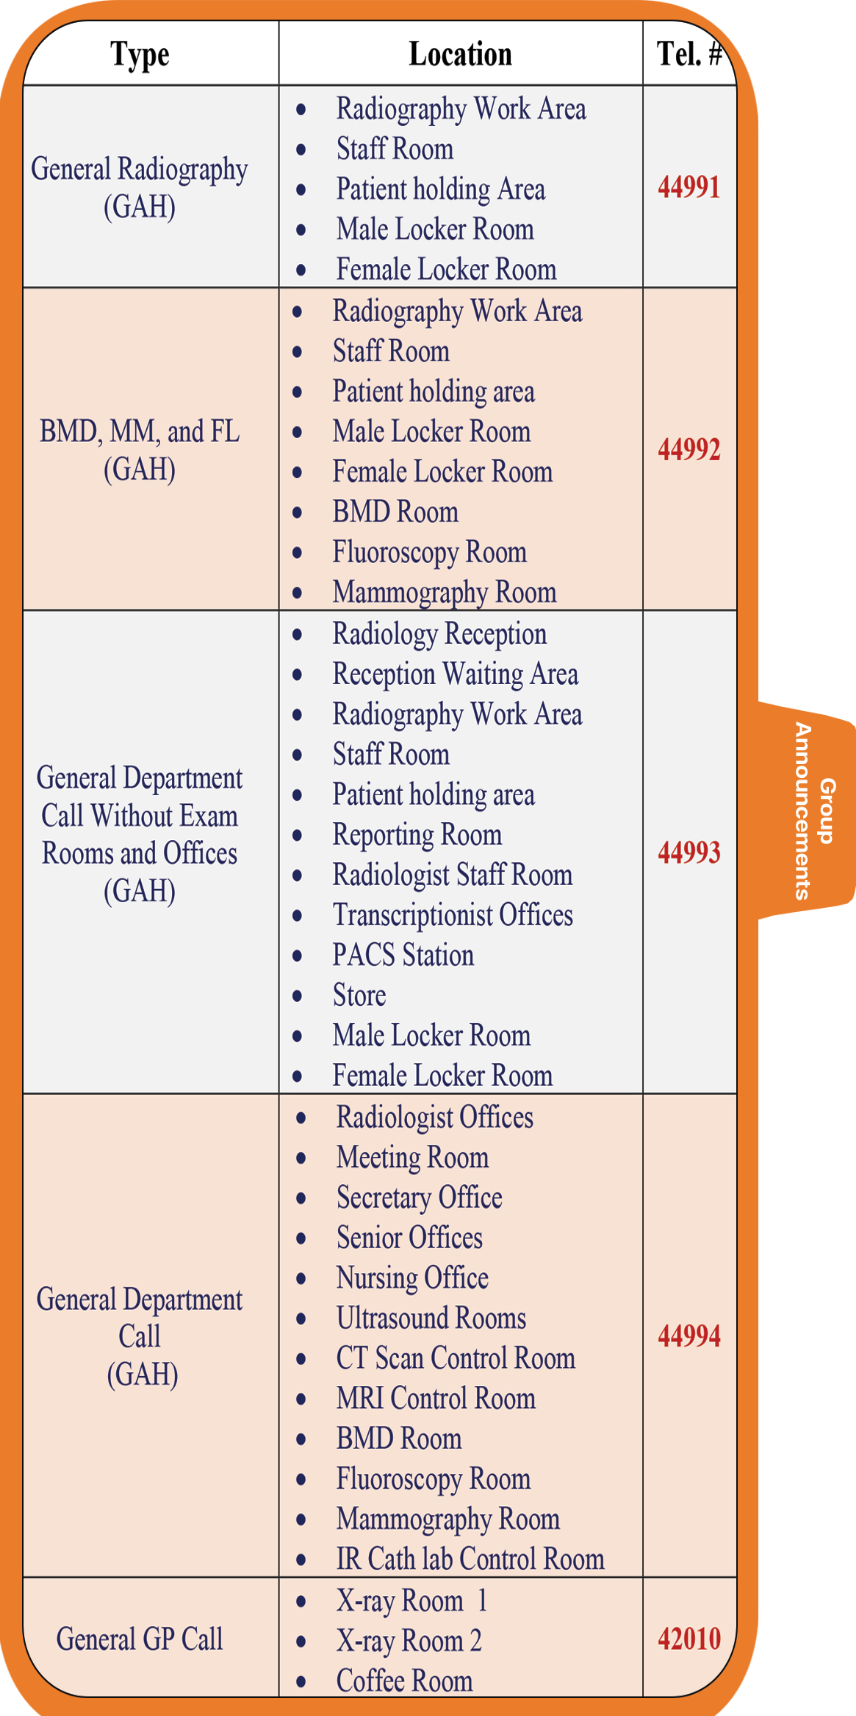 Type Location Tel. #
General Radiography
(GAH)
• Radiography Work Area
• Staff Room
• Patient holding Area
• Male Locker Room
• Female Locker Room
44991
BMD, MM, and FL
(GAH)
• Radiography Work Area
• Staff Room
• Patient holding area
• Male Locker Room
• Female Locker Room
• BMD Room
• Fluoroscopy Room
• Mammography Room
44992
General Department
Call Without Exam
Rooms and Offices
(GAH)
• Radiology Reception
• Reception Waiting Area
• Radiography Work Area
• Staff Room
• Patient holding area
• Reporting Room
• Radiologist Staff Room
• Transcriptionist Offices
• PACS Station
• Store
• Male Locker Room
• Female Locker Room
44993
General Department
Call
(GAH)
• Radiologist Offices
• Meeting Room
• Secretary Office
• Senior Offices
• Nursing Office
• Ultrasound Rooms
• CT Scan Control Room
• MRI Control Room
• BMD Room
• Fluoroscopy Room
• Mammography Room
• IR Cath lab Control Room
44994
General GP Call
• X-ray Room  1
• X-ray Room 2
• Coffee Room
42010
Group
Announcements